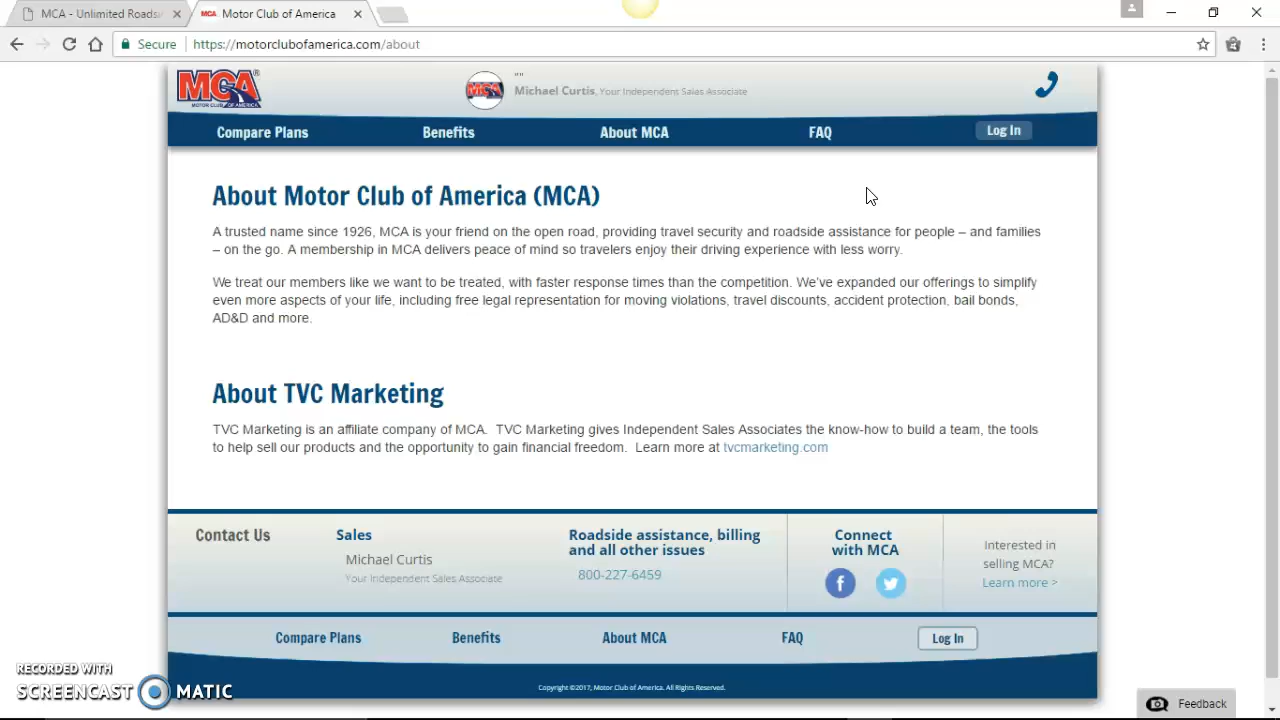 MCA - Unlimited Roadsi
Motor Club of America
Secure
https://motorclubofamerica.com/about
MCA®
MOTOR CLUB OF AMERICA
MCA
""
Michael Curtis, Your Independent Sales Associate
Compare Plans
Benefits
About MCA
FAQ
Log In
About Motor Club of America (MCA)
A trusted name since 1926, MCA is your friend on the open road, providing travel security and roadside assistance for people – and families
– on the go. A membership in MCA delivers peace of mind so travelers enjoy their driving experience with less worry.
We treat our members like we want to be treated, with faster response times than the competition. We’ve expanded our offerings to simplify
even more aspects of your life, including free legal representation for moving violations, travel discounts, accident protection, bail bonds,
AD&D and more.
About TVC Marketing
TVC Marketing is an affiliate company of MCA. TVC Marketing gives Independent Sales Associates the know-how to build a team, the tools
to help sell our products and the opportunity to gain financial freedom. Learn more at tvcmarketing.com
Contact Us
Sales
Michael Curtis
Your Independent Sales Associate
Roadside assistance, billing
and all other issues
800-227-6459
Connect
with MCA
Interested in
selling MCA?
Learn more >
Compare Plans
Benefits
About MCA
FAQ
Log In
Copyright ©2017, Motor Club of America. All Rights Reserved.
RECORDED WITH
SCREENCAST MATIC
Feedback